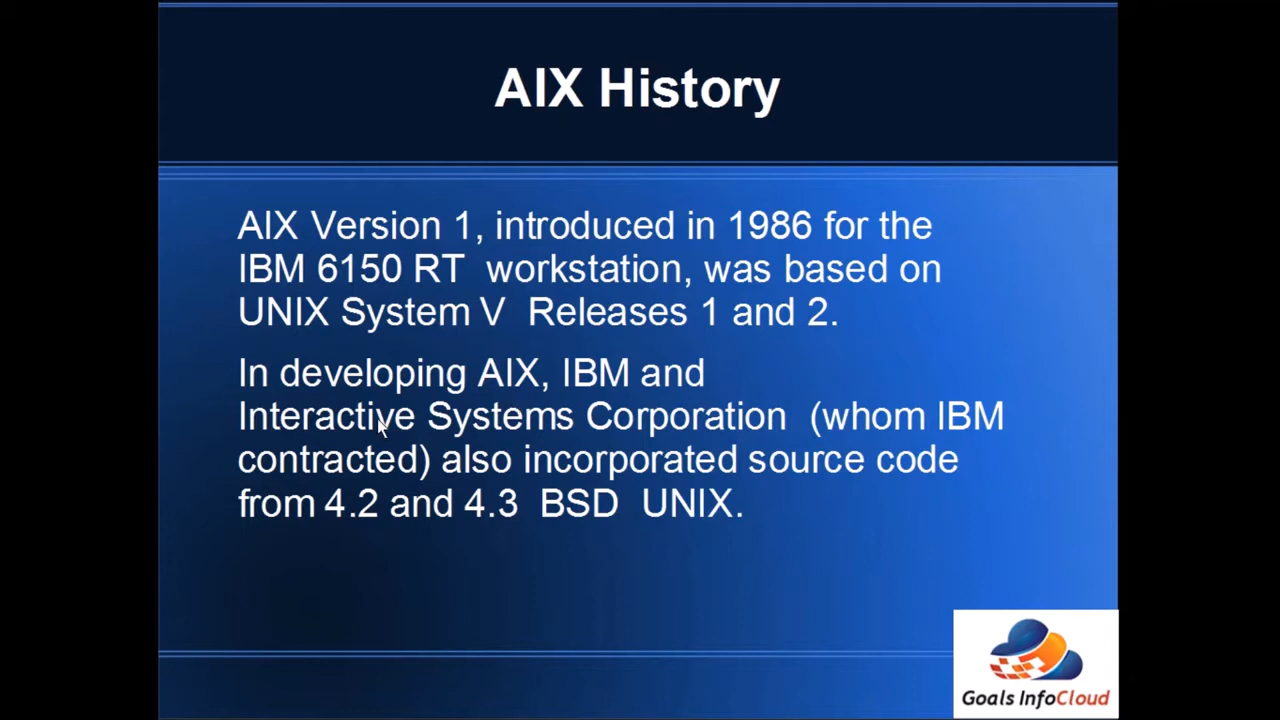 AIX History
AIX Version 1, introduced in 1986 for the
IBM 6150 RT  workstation, was based on
UNIX System V  Releases 1 and 2.
In developing AIX, IBM and
Interactive Systems Corporation  (whom IBM
contracted) also incorporated source code
from 4.2 and 4.3  BSD  UNIX.
Goals InfoCloud